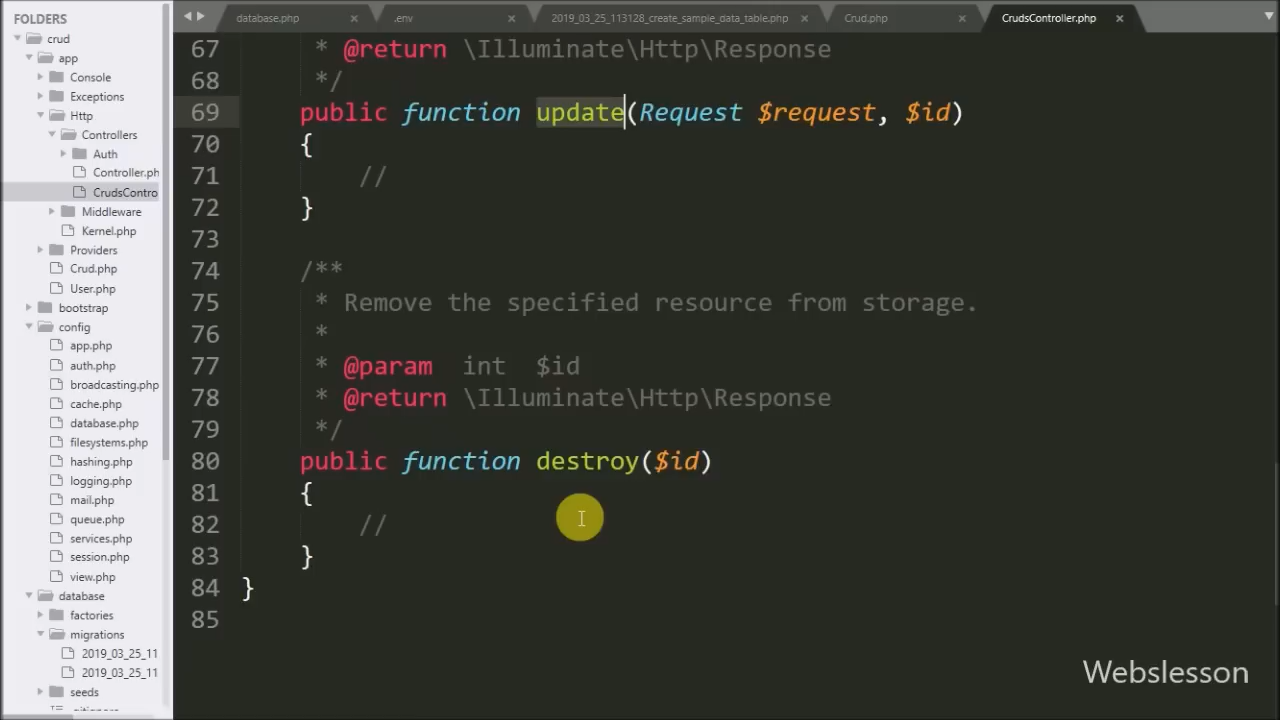 FOLDERS
crud
app
Console
Exceptions
Http
Controllers
Auth
Controller.ph
CrudsContro
Middleware
Kernel.php
Providers
Crud.php
User.php
bootstrap
config
app.php
auth.php
broadcasting.php
cache.php
database.php
filesystems.php
hashing.php
logging.php
mail.php
queue.php
services.php
session.php
view.php
database
factories
migrations
2019_03_25_11
2019_03_25_11
seeds
database.php × .env × 2019_03_25_113128_create_sample_data_table.php × Crud.php × CrudsController.php ×
67 * @return \Illuminate\Http\Response
68 */
69 public function update(Request $request, $id)
70 {
71 //
72 }
73
74 /**
75 * Remove the specified resource from storage.
76 *
77 * @param int $id
78 * @return \Illuminate\Http\Response
79 */
80 public function destroy($id)
81 {
82 //
83 }
84 }
85
Webslesson